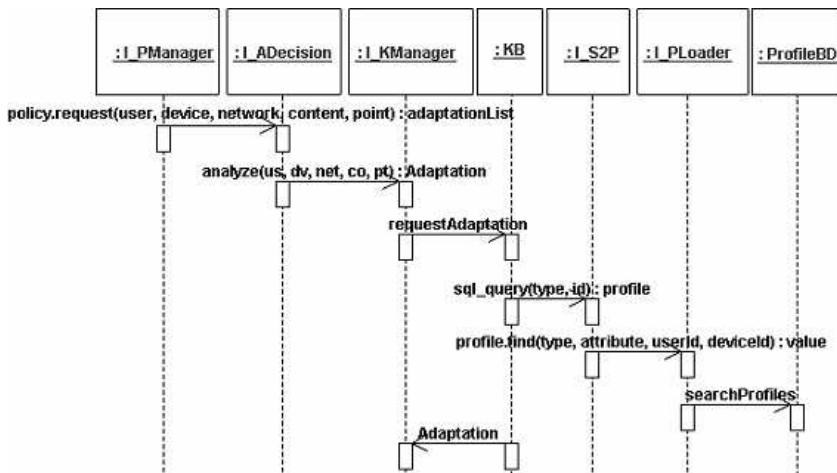 : I_PManager
: I_ADecision
: I_KManager
: KB
: I_S2P
: I_PLoader
: ProfileBD
policy.request(user, device, network, content, point) : adaptationList
analyze(us, dv, net, co, pt) : Adaptation
requestAdaptation
sql_query(type, id) : profile
profile.find(type, attribute, userId, deviceId) : value
searchProfiles
Adaptation